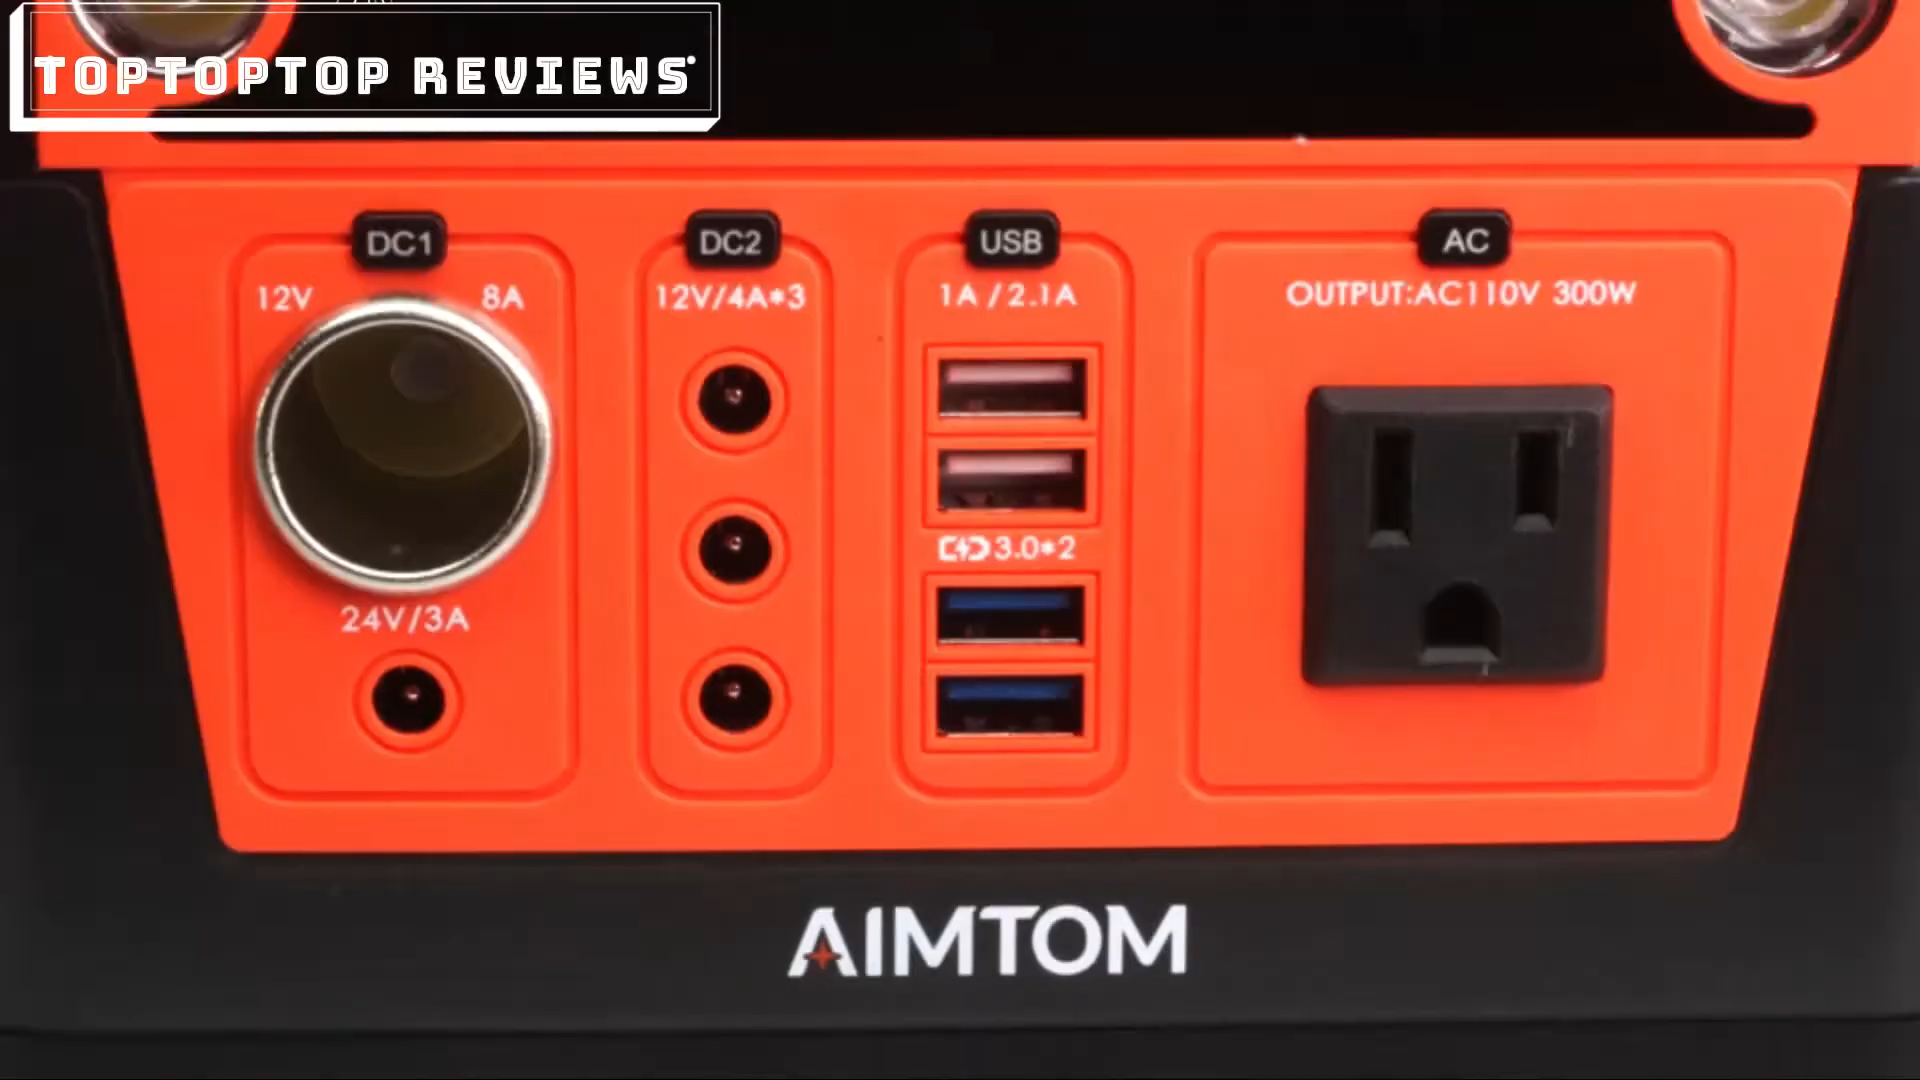 TOPTOPTOP REVIEWS
DC1
12V 8A
24V/3A
DC2
12V/4A*3
USB
1A / 2.1A
3.0*2
AC
OUTPUT:AC110V 300W
AIMTOM